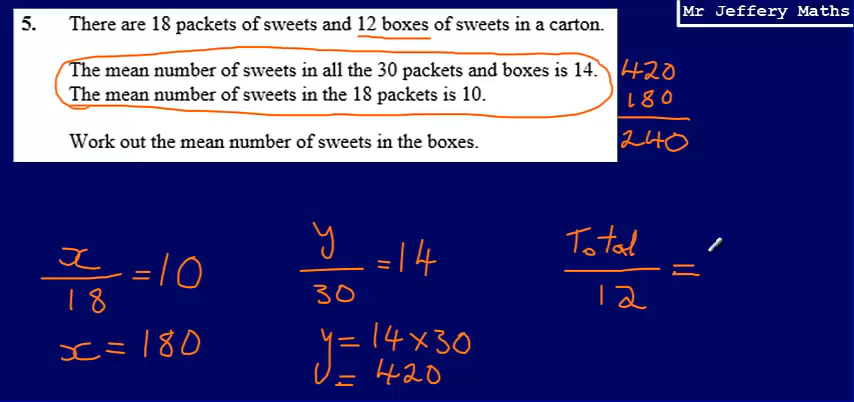 Mr Jeffery Maths
5. There are 18 packets of sweets and 12 boxes of sweets in a carton.
The mean number of sweets in all the 30 packets and boxes is 14.
The mean number of sweets in the 18 packets is 10.
Work out the mean number of sweets in the boxes.
420
180
240
x/18 = 10
x = 180
y/30 = 14
y = 14 × 30
= 420
Total/12 =